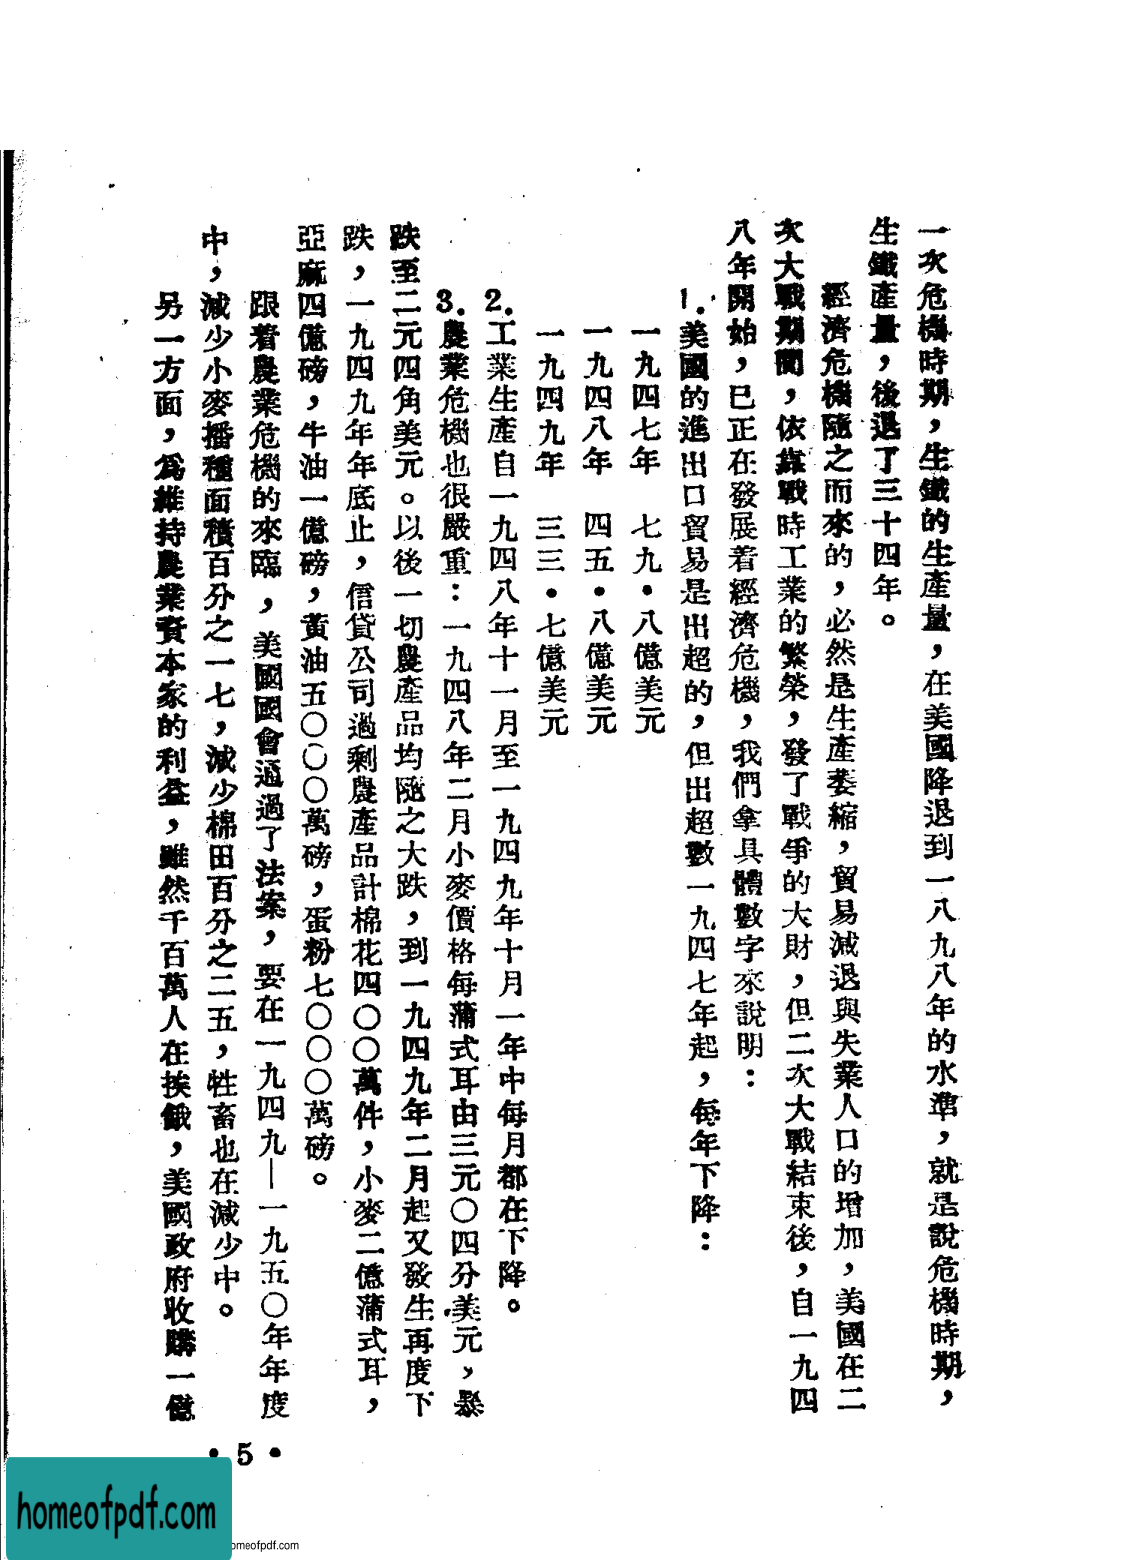 一次危機時期，生鐵的生產量，在美國降退到一八九八年的水準，就是說危機時期，
生鐵產量，後退了三十四年。
經濟危機隨之而來的，必然是生產萎縮，貿易減退與失業人口的增加，美國在二
次大戰期間，依靠戰時工業的繁榮，發了戰爭的大財，但二次大戰結束後，自一九四
八年開始，已正在發展着經濟危機，我們拿具體數字來說明：
1.美國的進出口貿易是出超的，但出超數一九四七年起，每年下降：
一九四七年　七九・八億美元
一九四八年　四五・八億美元
一九四九年　三三・七億美元
2.工業生產自一九四八年十一月至一九四九年十月一年中每月都在下降。
3.農業危機也很嚴重：一九四八年二月小麥價格每蒲式耳由三元〇四分美元，暴
跌至二元四角美元。以後一切農產品均隨之大跌，到一九四九年二月起又發生再度下
跌，一九四九年年底止，信貸公司過剩農產品計棉花四〇〇萬件，小麥二億蒲式耳，
亞麻四億磅，牛油一億磅，黃油五〇〇〇萬磅，蛋粉七〇〇〇萬磅。
跟着農業危機的來臨，美國國會通過了法案，要在一九四九—一九五〇年年度
中，減少小麥播種面積百分之一七，減少棉田百分之二五，牲畜也在減少中。
另一方面，爲維持農業資本家的利益，雖然千百萬人在挨餓，美國政府收購一億
• 5 •
homeofpdf.com
omeofpdf.com